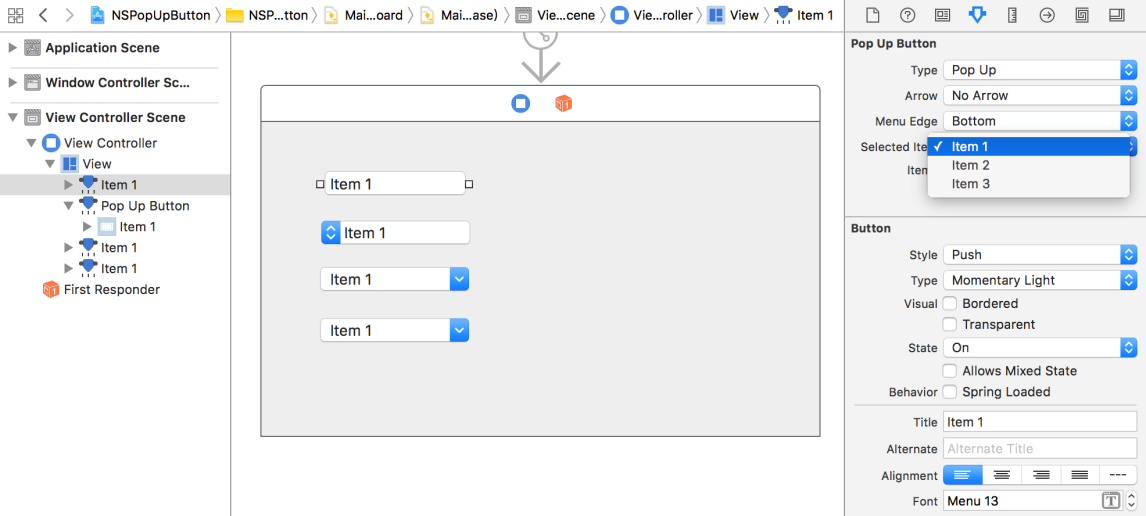 NSPopUpButton NSP...tton Mai...oard Mai...ase) Vie...cene Vie...roller View Item 1
Application Scene
Window Controller Sc...
View Controller Scene
View Controller
View
Item 1
Pop Up Button
Item 1
Item 1
Item 1
First Responder
Item 1
Item 1
Item 1
Item 1
Pop Up Button
Type Pop Up
Arrow No Arrow
Menu Edge Bottom
Selected Ite Item 1
Item 2
Item Item 3
Button
Style Push
Type Momentary Light
Visual Bordered
Transparent
State On
Allows Mixed State
Behavior Spring Loaded
Title Item 1
Alternate Alternate Title
Alignment
Font Menu 13 T